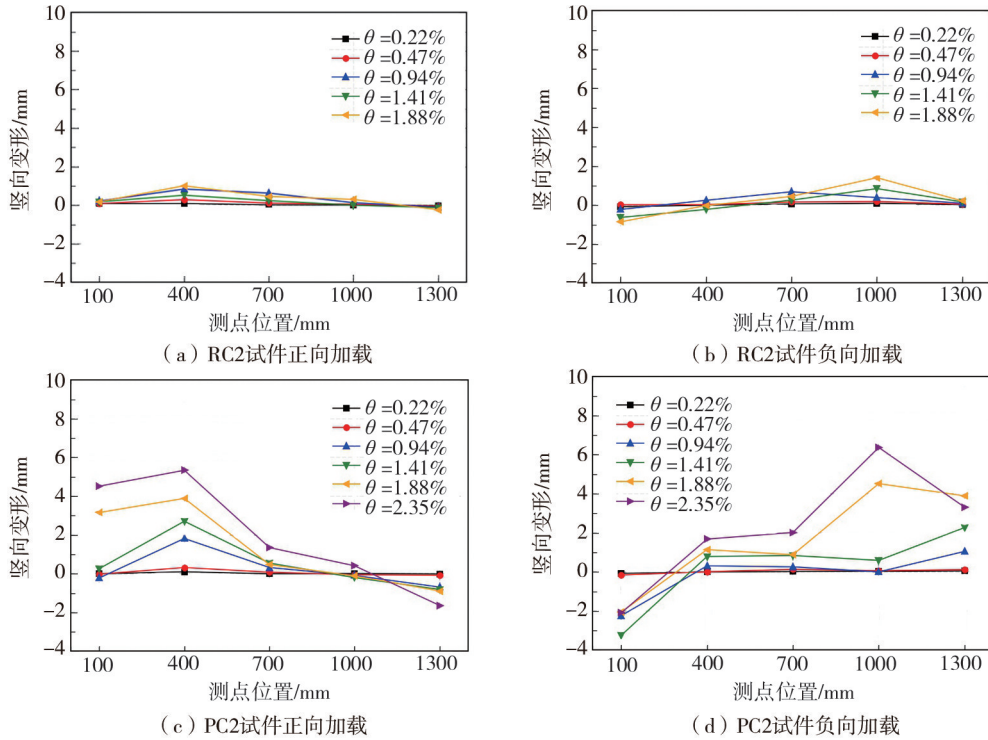 10
8
6
4
2
0
−2
−4
竖向变形/mm
θ=0.22%
θ=0.47%
θ=0.94%
θ=1.41%
θ=1.88%
100 400 700 1000 1300
测点位置/mm
（a）RC2试件正向加载
10
8
6
4
2
0
−2
−4
竖向变形/mm
θ=0.22%
θ=0.47%
θ=0.94%
θ=1.41%
θ=1.88%
100 400 700 1000 1300
测点位置/mm
（b）RC2试件负向加载
10
8
6
4
2
0
−2
−4
竖向变形/mm
θ=0.22%
θ=0.47%
θ=0.94%
θ=1.41%
θ=1.88%
θ=2.35%
100 400 700 1000 1300
测点位置/mm
（c）PC2试件正向加载
10
8
6
4
2
0
−2
−4
竖向变形/mm
θ=0.22%
θ=0.47%
θ=0.94%
θ=1.41%
θ=1.88%
θ=2.35%
100 400 700 1000 1300
测点位置/mm
（d）PC2试件负向加载